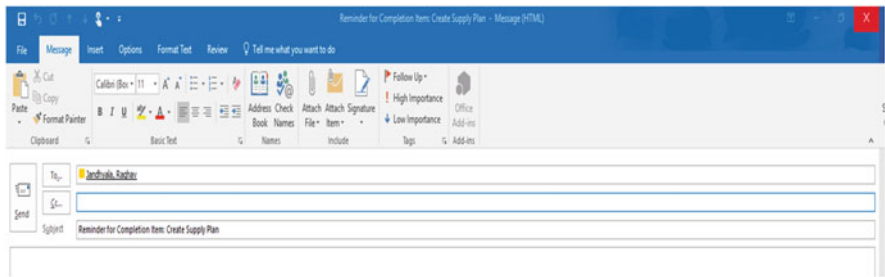 Reminder for Completion Item: Create Supply Plan - Message (HTML)
File Message Insert Options Format Text Review Tell me what you want to do
Paste
Cut
Copy
Format Painter
Clipboard
Calibri (Boc 11 A A
B I U A
Basic Text
Address Book
Check Names
Names
Attach File
Attach Item
Signature
Include
Follow Up
High Importance
Low Importance
Tags
Office Add-ins
Add-ins
Send
To... Jandhyala, Raghav
Cc...
Subject Reminder for Completion Item: Create Supply Plan